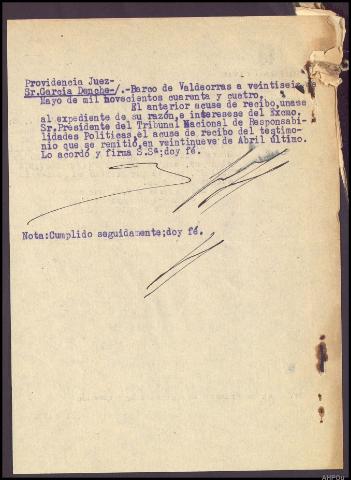 Providencia Juez-
Sr.García Denche-/.-Barco de Valdeorras a veintiseis de
Mayo de mil novecientos cuarenta y cuatro.
El anterior acuse de recibo,unase
al expediente de su razón,e interesese del Excmo.
Sr.Présidente del Tribunal Nacional de Responsabi-
lidades Politicas,el acuse de recibo del testimo-
nio que se remitió,en veintinueve de Abril último.
Lo acordó y firma S.Sª;doy fé.
Nota:Cumplido seguidamente;doy fé.
AHPOu